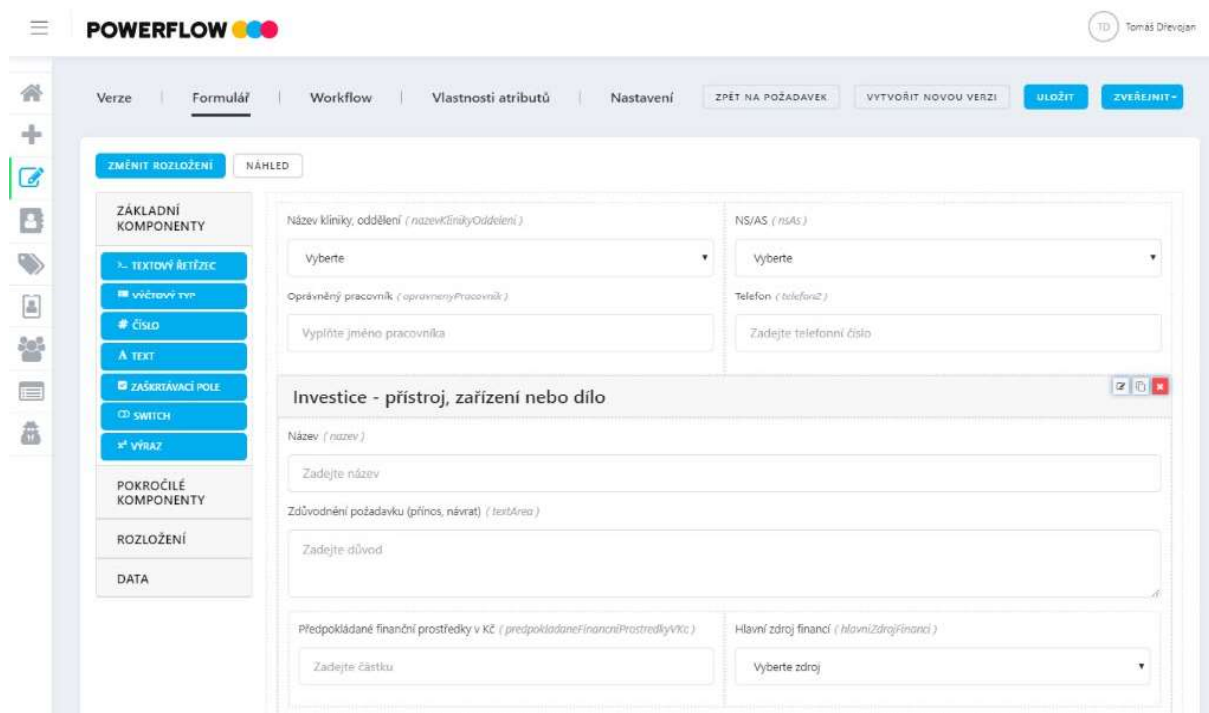 POWERFLOW
TD Tomáš Dřevojan
Verze | Formulář | Workflow | Vlastnosti atributů | Nastavení
ZPĚT NA POŽADAVEK
VYTVOŘIT NOVOU VERZI
ULOŽIT
ZVEŘEJNIT
ZMĚNIT ROZLOŽENÍ
NÁHLED
ZÁKLADNÍ
KOMPONENTY
TEXTOVÝ ŘETĚZEC
VÝČTOVÝ TYP
# ČÍSLO
A TEXT
ZAŠKRTÁVACÍ POLE
SWITCH
x² VÝRAZ
POKROČILÉ
KOMPONENTY
ROZLOŽENÍ
DATA
Název kliniky, oddělení ( nazevKlinikyOddeleni )
NS/AS ( nsAs )
Vyberte
Vyberte
Oprávněný pracovník ( opravnenyPracovnik )
Telefon ( telefon2 )
Vyplňte jméno pracovníka
Zadejte telefonní číslo
Investice - přístroj, zařízení nebo dílo
Název ( nazev )
Zadejte název
Zdůvodnění požadavku (přínos, návrat) ( textArea )
Zadejte důvod
Předpokládané finanční prostředky v Kč ( predpokladaneFinancniProstredkyVKc )
Hlavní zdroj financí ( hlavniZdrojFinanci )
Zadejte částku
Vyberte zdroj